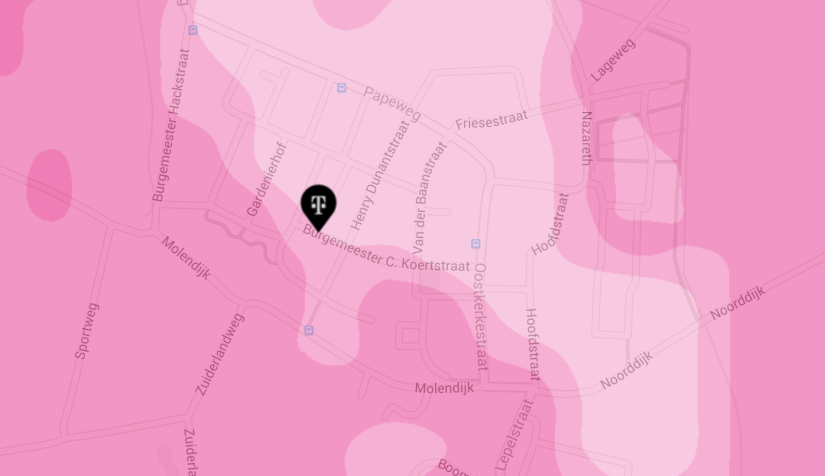 Lageweg
Burgemeester Hackstraat
Papeweg
Friesestraat
Nazareth
Gardenierhof
Henry Dunantstraat
Van der Baanstraat
T
Burgemeester C. Koertstraat
Hoofdstraat
Molendijk
Oostkerkestraat
Noorddijk
Sportweg
Zuiderlandweg
Hoofdstraat
Noorddijk
Molendijk
Lepelstraat
Zuiderla
Boom